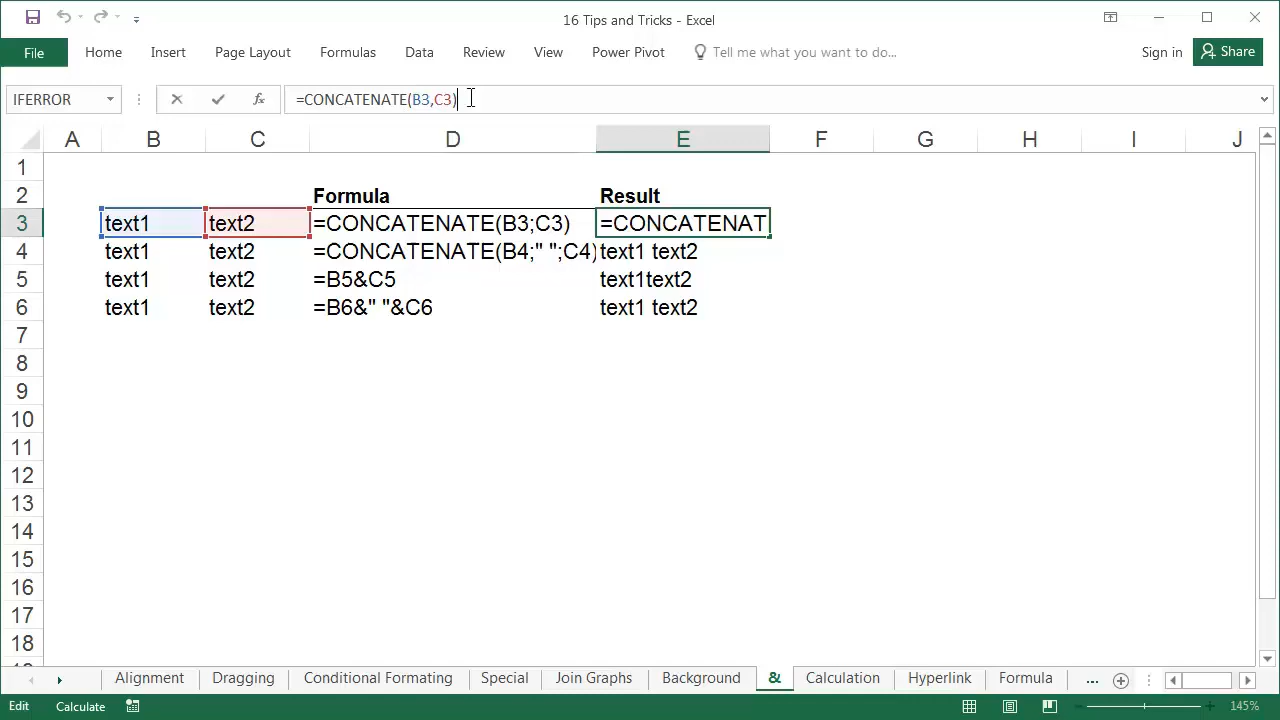 16 Tips and Tricks - Excel
File Home Insert Page Layout Formulas Data Review View Power Pivot Tell me what you want to do... Sign in Share
IFERROR fx =CONCATENATE(B3,C3)
A B C D E F G H I J
1
2 Formula Result
3 text1 text2 =CONCATENATE(B3;C3) =CONCATENAT
4 text1 text2 =CONCATENATE(B4;" ";C4) text1 text2
5 text1 text2 =B5&C5 text1text2
6 text1 text2 =B6&" "&C6 text1 text2
7
8
9
10
11
12
13
14
15
16
17
18
Alignment Dragging Conditional Formating Special Join Graphs Background & Calculation Hyperlink Formula ...
Edit Calculate 145%